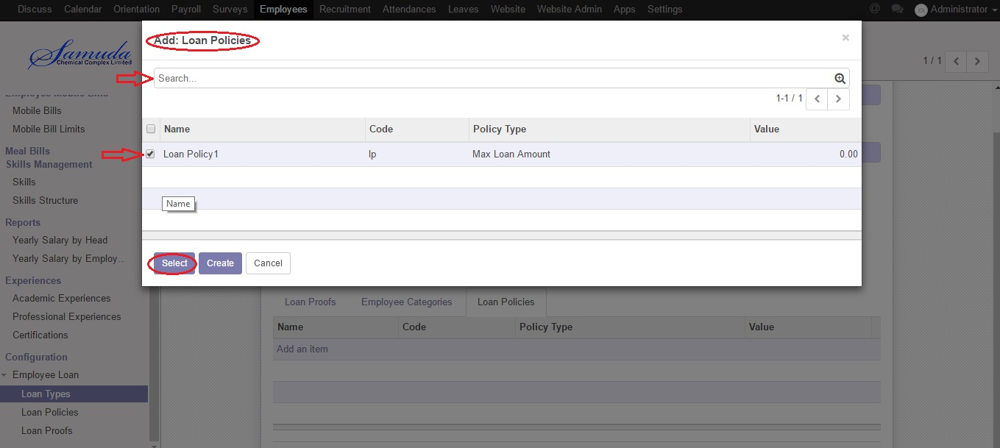 Discuss Calendar Orientation Payroll Surveys Employees Recruitment Attendances Leaves Website Website Admin Apps Settings @ Administrator
Samuda
Chemical Complex Limited
Employee Mobile Bills
Mobile Bills
Mobile Bill Limits
Meal Bills
Skills Management
Skills
Skills Structure
Reports
Yearly Salary by Head
Yearly Salary by Employ...
Experiences
Academic Experiences
Professional Experiences
Certifications
Configuration
Employee Loan
Loan Types
Loan Policies
Loan Proofs
Add: Loan Policies ×
1 / 1
Search...
1-1 / 1
Name Code Policy Type Value
Loan Policy1 lp Max Loan Amount 0.00
Name
Select Create Cancel
Loan Proofs Employee Categories Loan Policies
Name Code Policy Type Value
Add an item